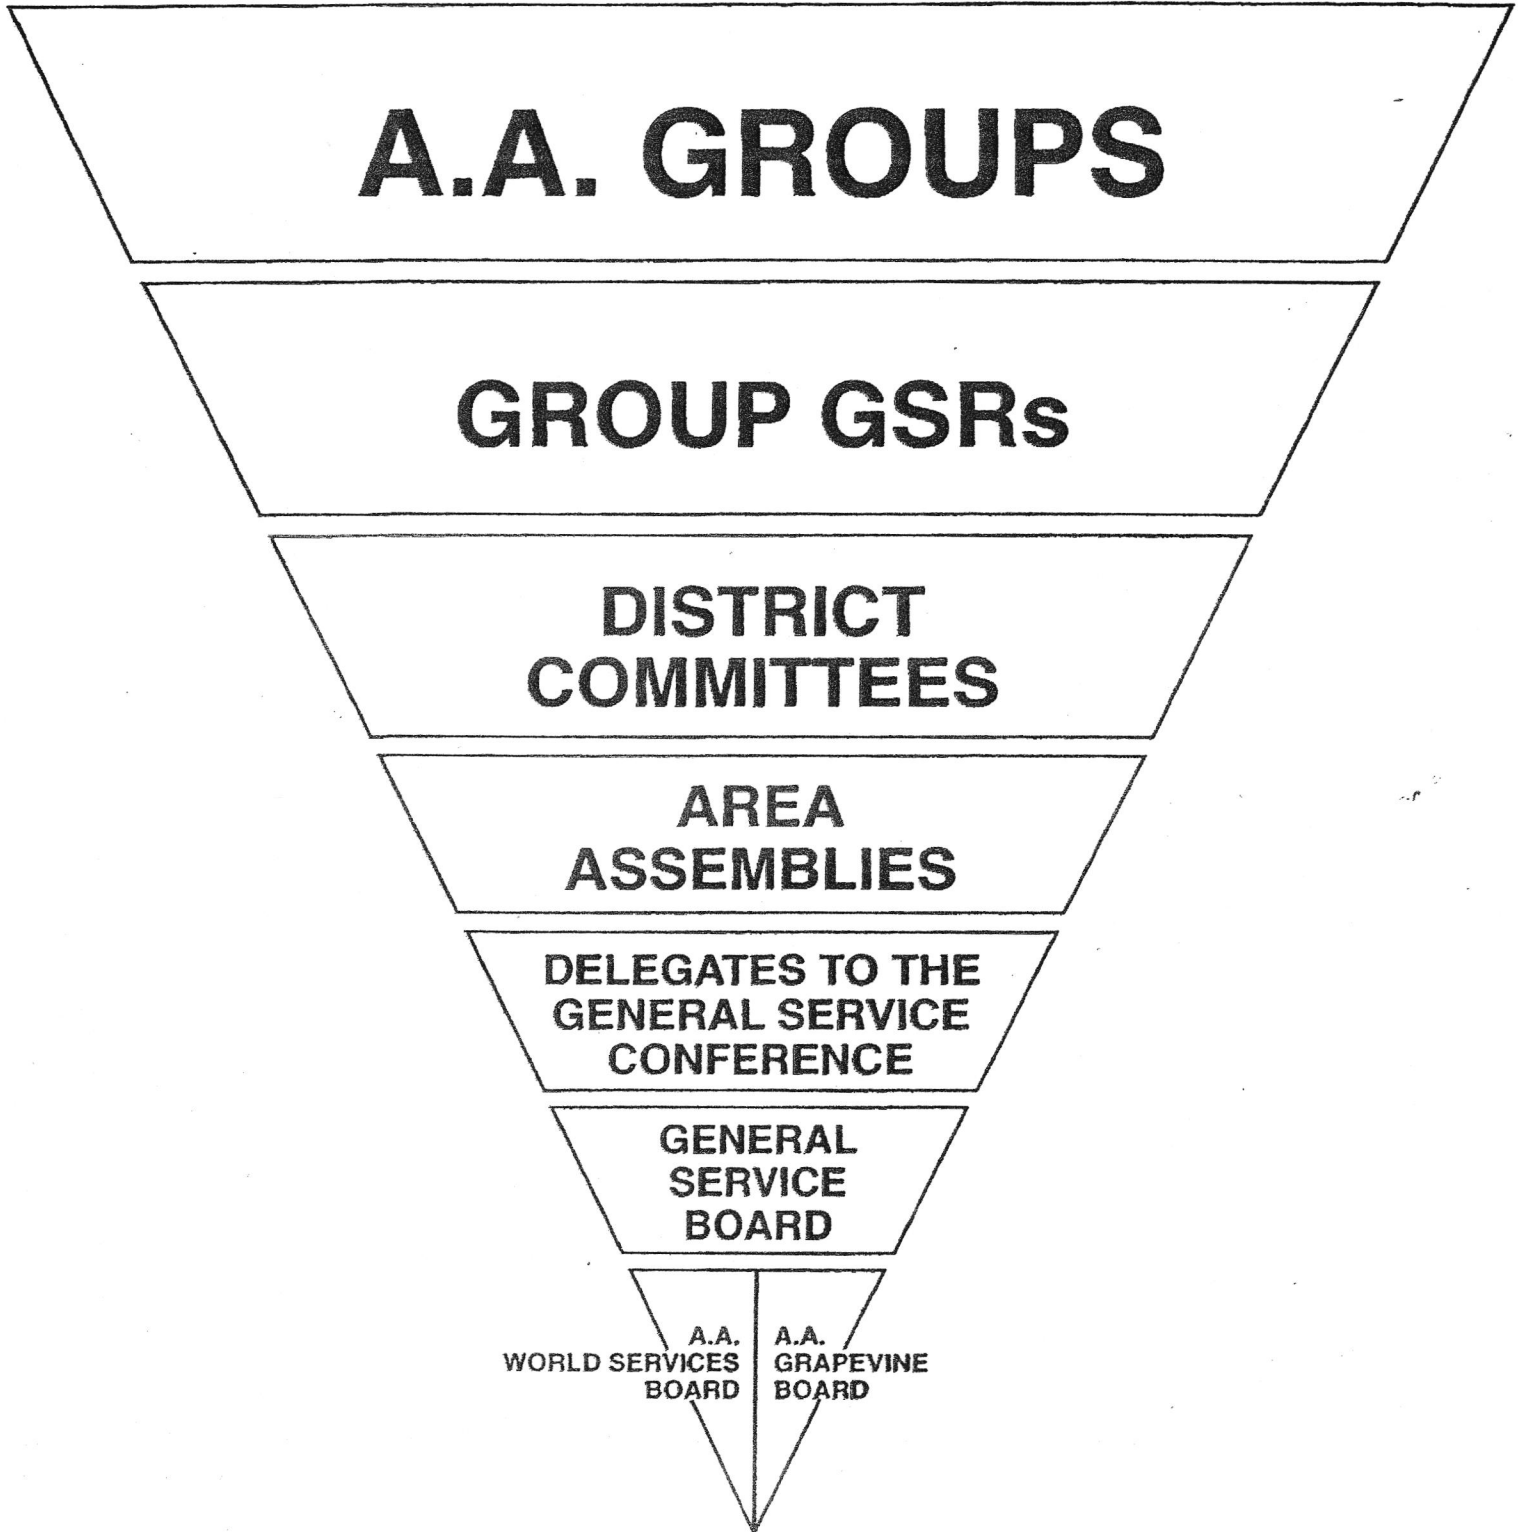 A.A. GROUPS
GROUP GSRs
DISTRICT
COMMITTEES
AREA
ASSEMBLIES
DELEGATES TO THE
GENERAL SERVICE
CONFERENCE
GENERAL
SERVICE
BOARD
A.A.
WORLD SERVICES
BOARD
A.A.
GRAPEVINE
BOARD